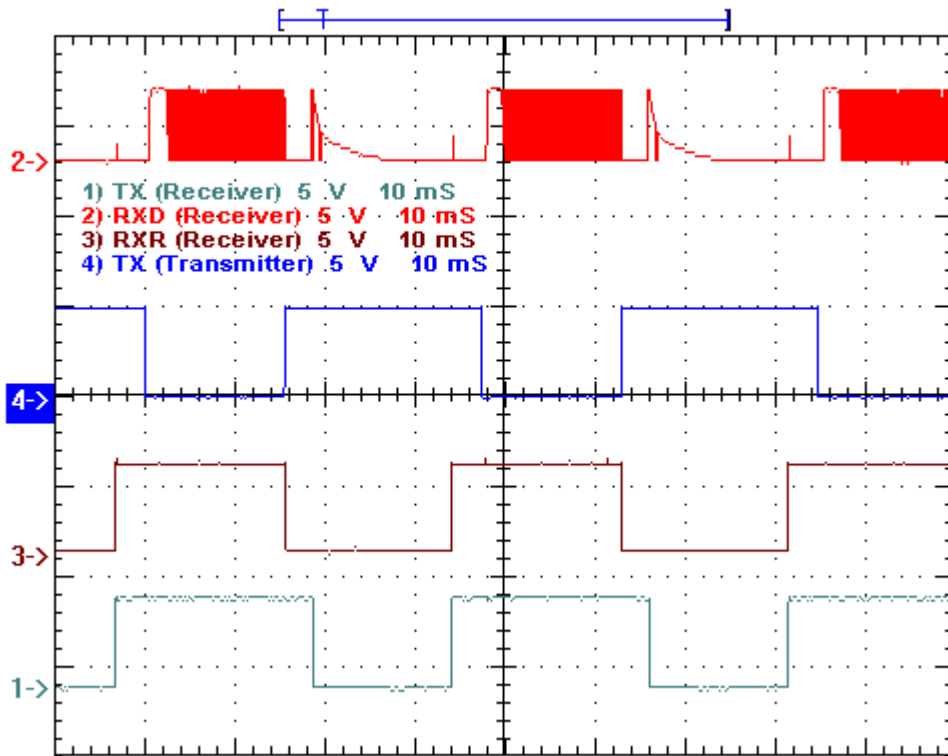 2->
1) TX (Receiver) 5 V 10 mS
2) RXD (Receiver) 5 V 10 mS
3) RXR (Receiver) 5 V 10 mS
4) TX (Transmitter) 5 V 10 mS
4->
3->
1->